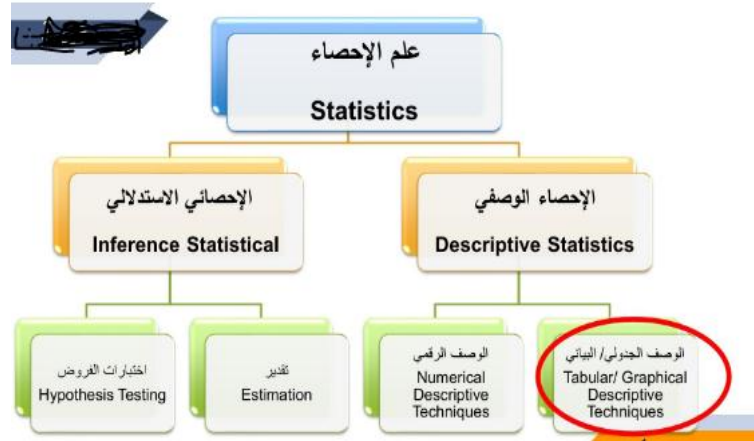 علم الإحصاء
Statistics
الإحصائي الاستدلالي
Inference Statistical
الإحصاء الوصفي
Descriptive Statistics
اختبارات الفروض
Hypothesis Testing
تقدير
Estimation
الوصف الرقمي
Numerical
Descriptive
Techniques
الوصف الجدولي/ البياني
Tabular/ Graphical
Descriptive
Techniques